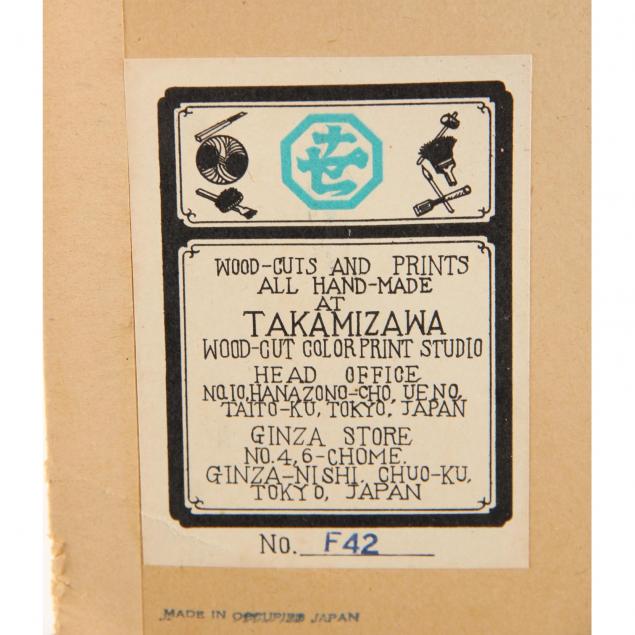 WOOD-CUTS AND PRINTS
ALL HAND-MADE
AT
TAKAMIZAWA
WOOD-CUT COLORPRINT STUDIO
HEAD OFFICE
NO.10, HANAZONO-CHO, UENO,
TAITO-KU, TOKYO, JAPAN
GINZA STORE
NO. 4, 6-CHOME.
GINZA-NISHI, CHUO-KU,
TOKYO, JAPAN
No. F42
MADE IN OCCUPIED JAPAN